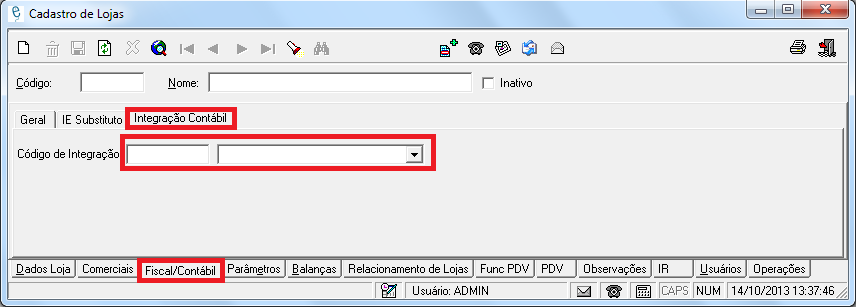 Cadastro de Lojas
Código: Nome: Inativo
Geral IE Substituto Integração Contábil
Código de Integração
Dados Loja Comerciais Fiscal/Contábil Parâmetros Balanças Relacionamento de Lojas Func PDV PDV Observações IR Usuários Operações
Usuário: ADMIN CAPS NUM 14/10/2013 13:37:46